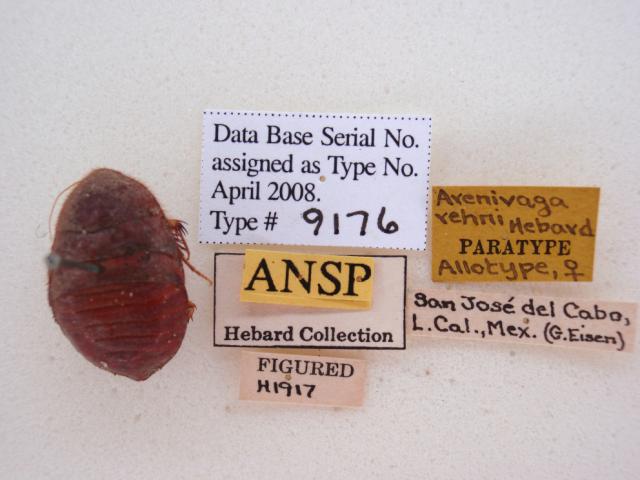 Data Base Serial No.
assigned as Type No.
April 2008.
Type # 9176
Arenivaga
rehnii Hebard
PARATYPE
Allotype, ♀
ANSP
Hebard Collection
San José del Cabo,
L. Cal., Mex. (G. Eisen)
FIGURED
H1917